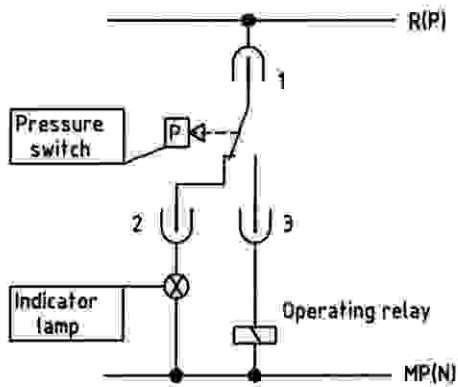 R(P)
1
Pressure
switch
P
2
3
Indicator
lamp
Operating relay
MP(N)